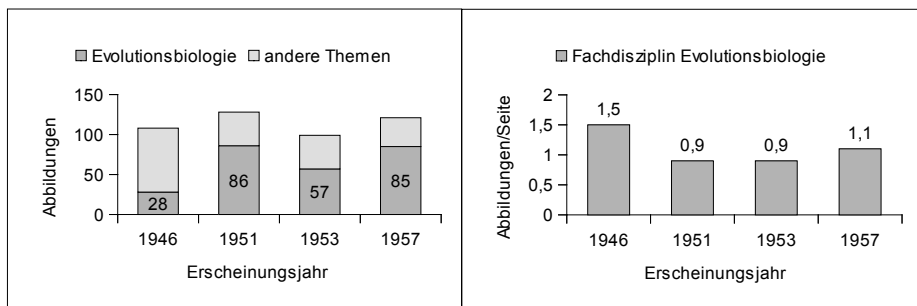 Evolutionsbiologie andere Themen
Abbildungen
150
100
50
0
28
86
57
85
1946 1951 1953 1957
Erscheinungsjahr
Fachdisziplin Evolutionsbiologie
Abbildungen/Seite
2
1,5
1
0,5
0
1,5
0,9
0,9
1,1
1946 1951 1953 1957
Erscheinungsjahr